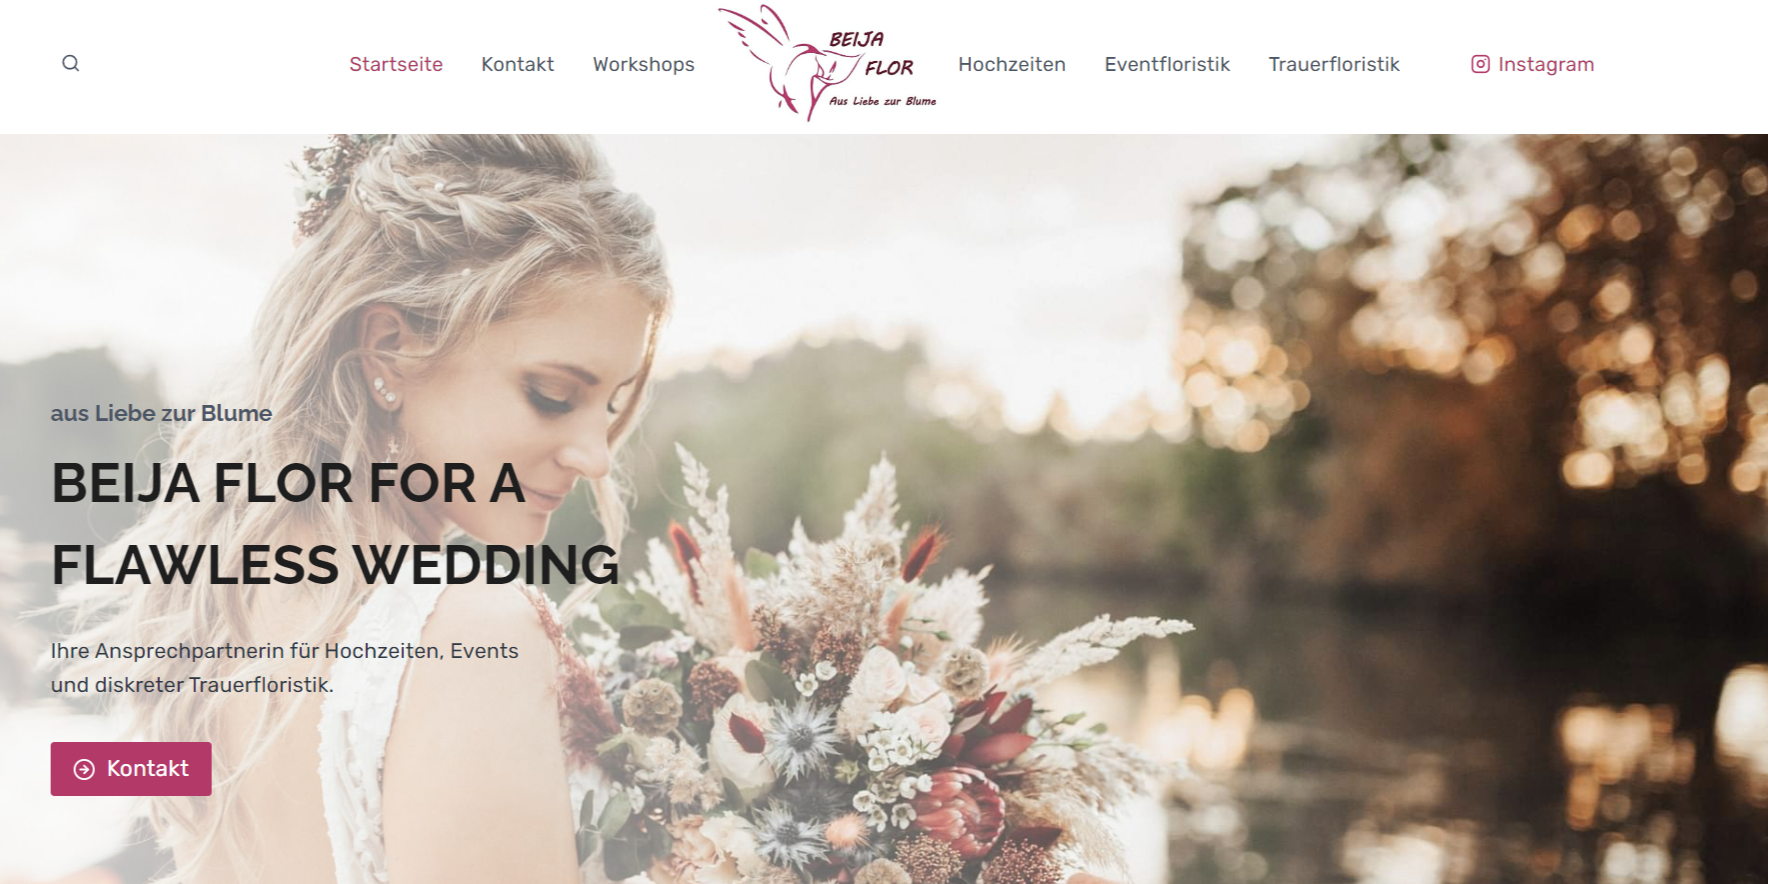 Startseite
Kontakt
Workshops
BEIJA
FLOR
Aus Liebe zur Blume
Hochzeiten
Eventfloristik
Trauerfloristik
Instagram
aus Liebe zur Blume
BEIJA FLOR FOR A
FLAWLESS WEDDING
Ihre Ansprechpartnerin für Hochzeiten, Events
und diskreter Trauerfloristik.
Kontakt